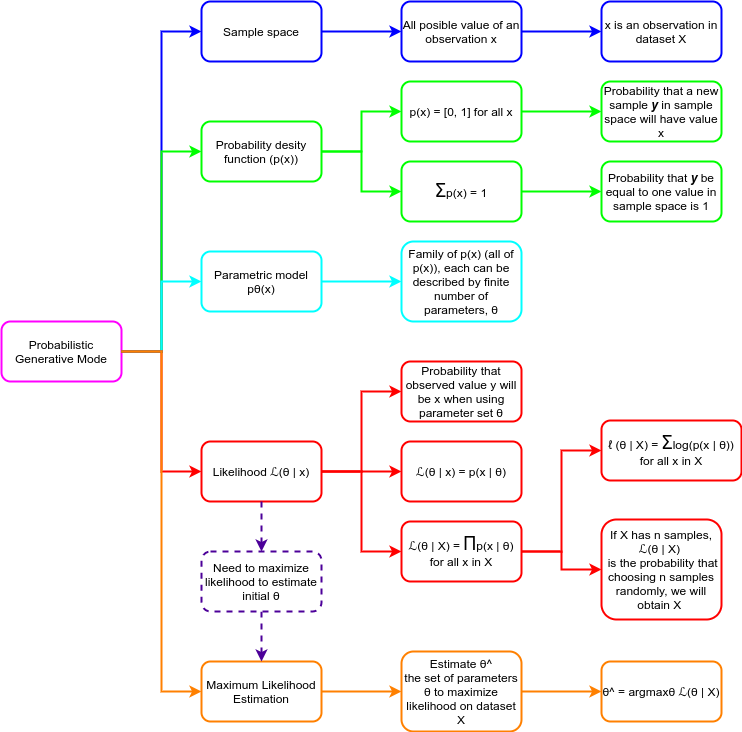 Sample space
All posible value of an
observation x
x is an observation in
dataset X
Probability desity
function (p(x))
p(x) = [0, 1] for all x
Probability that a new
sample y in sample
space will have value
x
Σp(x) = 1
Probability that y be
equal to one value in
sample space is 1
Parametric model
pθ(x)
Family of p(x) (all of
p(x)), each can be
described by finite
number of
parameters, θ
Probabilistic
Generative Mode
Likelihood ℒ(θ | x)
Probability that
observed value y will
be x when using
parameter set θ
ℒ(θ | x) = p(x | θ)
ℒ(θ | X) = ∏p(x | θ)
for all x in X
ℓ (θ | X) = Σlog(p(x | θ))
for all x in X
If X has n samples,
ℒ(θ | X)
is the probability that
choosing n samples
randomly, we will
obtain X
Need to maximize
likelihood to estimate
initial θ
Maximum Likelihood
Estimation
Estimate θ^
the set of parameters
θ to maximize
likelihood on dataset
X
θ^ = argmaxθ ℒ(θ | X)